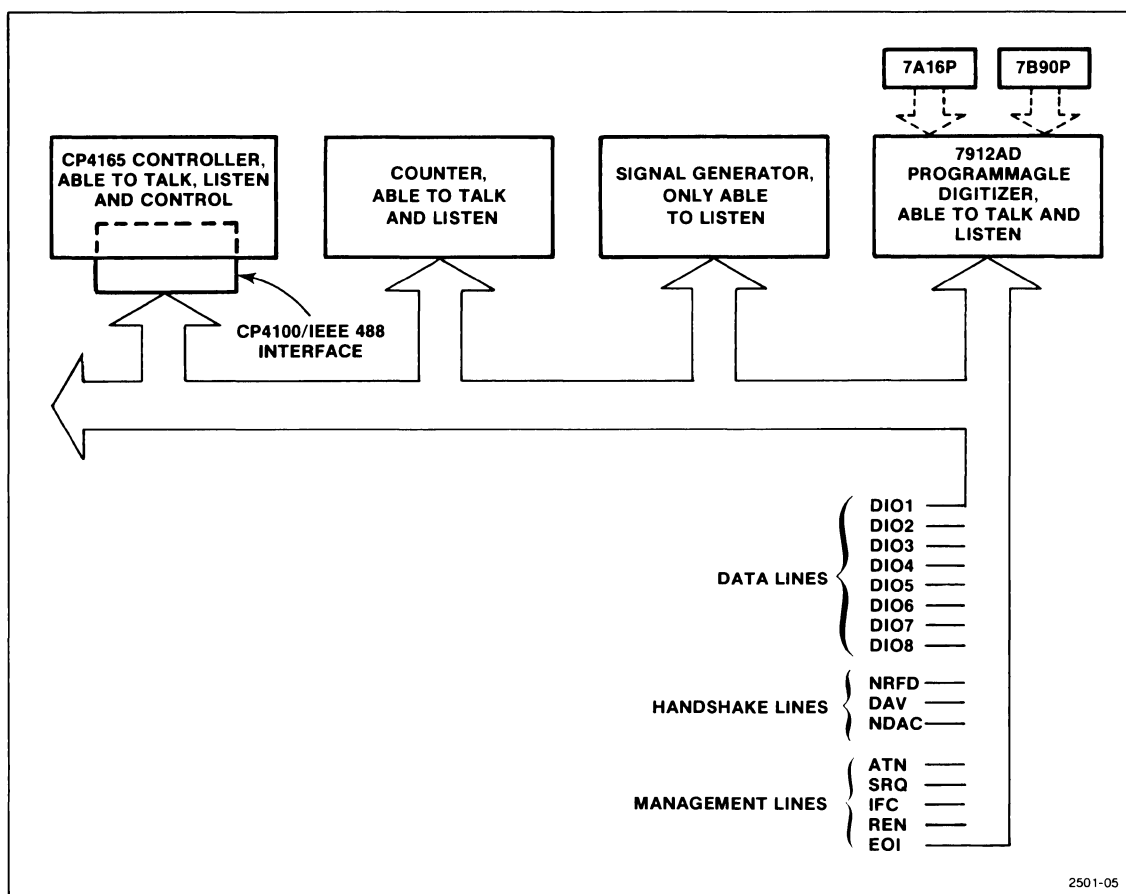 7A16P
7B90P
CP4165 CONTROLLER,
ABLE TO TALK, LISTEN
AND CONTROL
COUNTER,
ABLE TO TALK
AND LISTEN
SIGNAL GENERATOR,
ONLY ABLE
TO LISTEN
7912AD
PROGRAMMAGLE
DIGITIZER,
ABLE TO TALK AND
LISTEN
CP4100/IEEE 488
INTERFACE
DATA LINES
DIO1
DIO2
DIO3
DIO4
DIO5
DIO6
DIO7
DIO8
HANDSHAKE LINES
NRFD
DAV
NDAC
MANAGEMENT LINES
ATN
SRQ
IFC
REN
EOI
2501-05